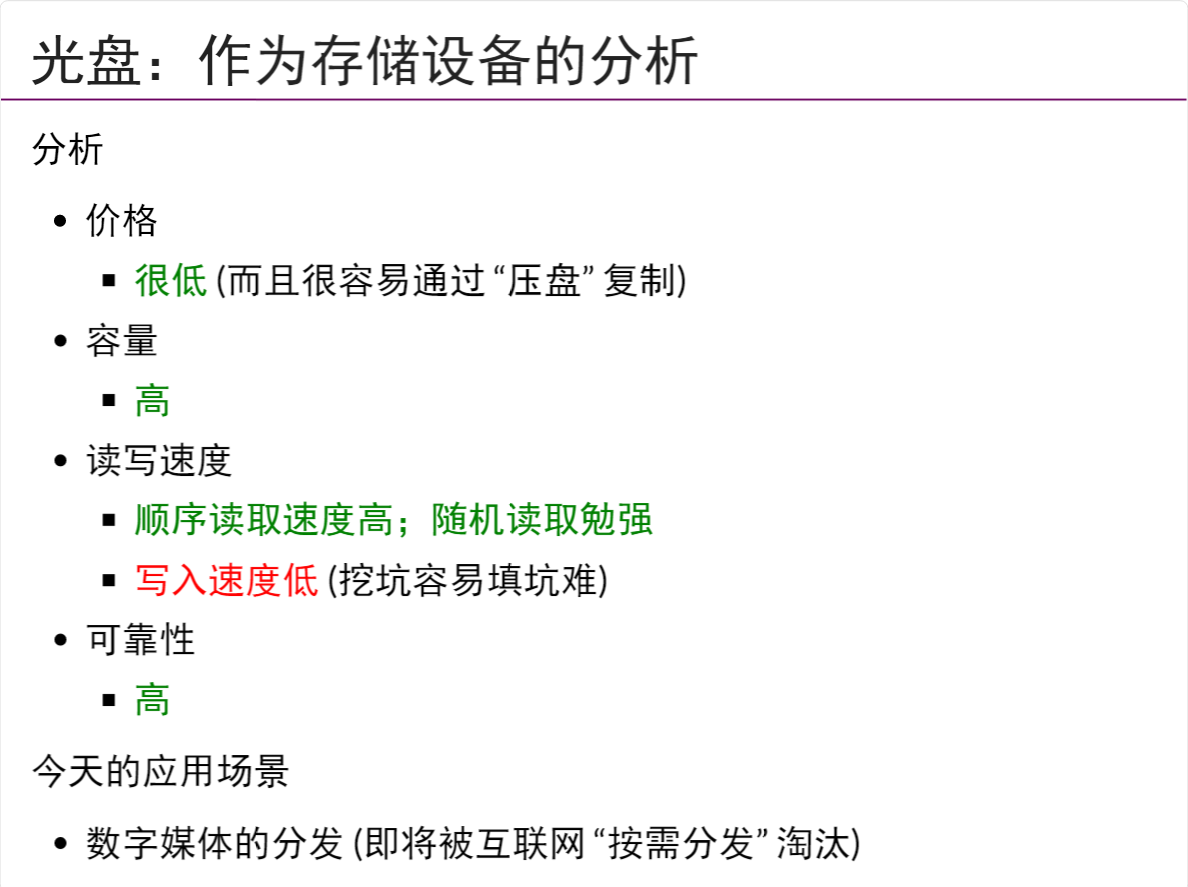 光盘：作为存储设备的分析
分析
价格
很低 (而且很容易通过 “压盘” 复制)
容量
高
读写速度
顺序读取速度高；随机读取勉强
写入速度低 (挖坑容易填坑难)
可靠性
高
今天的应用场景
数字媒体的分发 (即将被互联网 “按需分发” 淘汰)